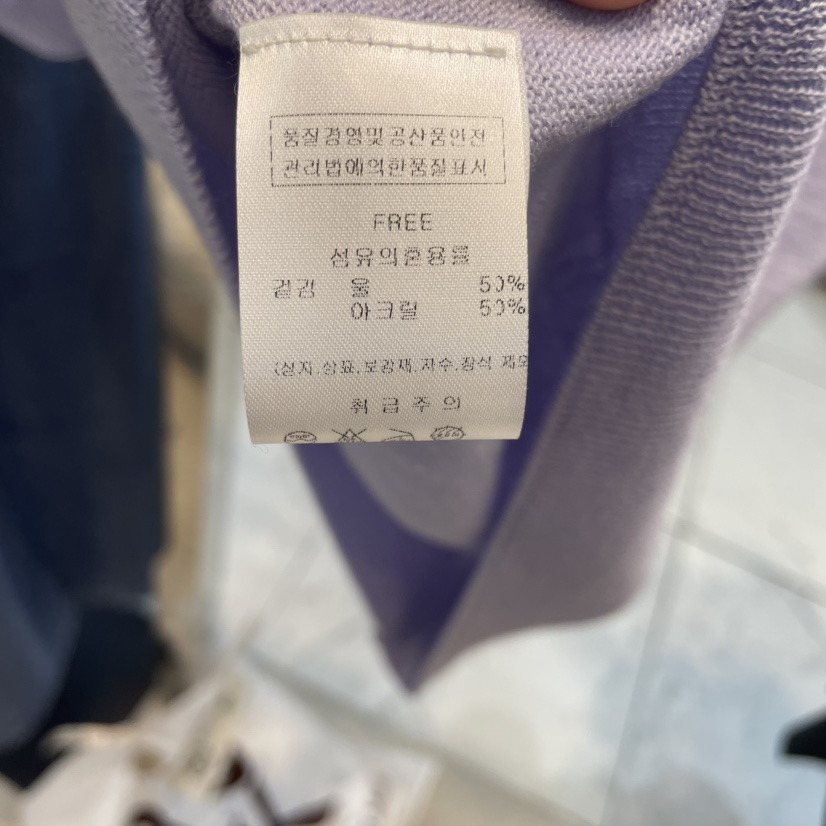 품질경영및공산품안전
관리법에의한품질표시
FREE
섬유의혼용률
겉감 울 50%
아크릴 50%
(심지,상표,보강재,자수,장식 제외
취급주의